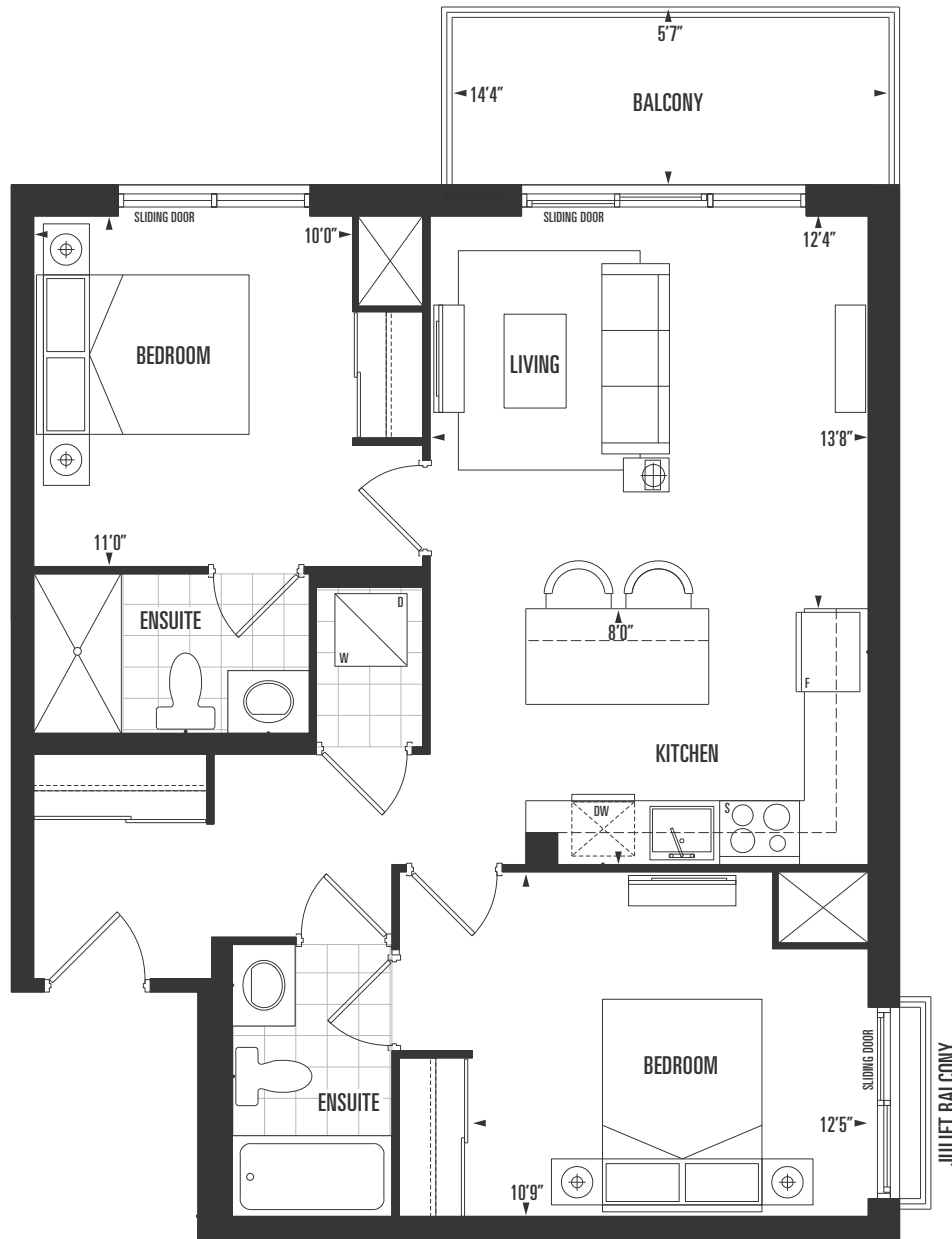 5'7"
14'4"
BALCONY
SLIDING DOOR
SLIDING DOOR
10'0"
12'4"
BEDROOM
LIVING
13'8"
11'0"
ENSUITE
D
W
8'0"
F
KITCHEN
DW
S
SLIDING DOOR
JULIET BALCONY
BEDROOM
ENSUITE
12'5"
10'9"